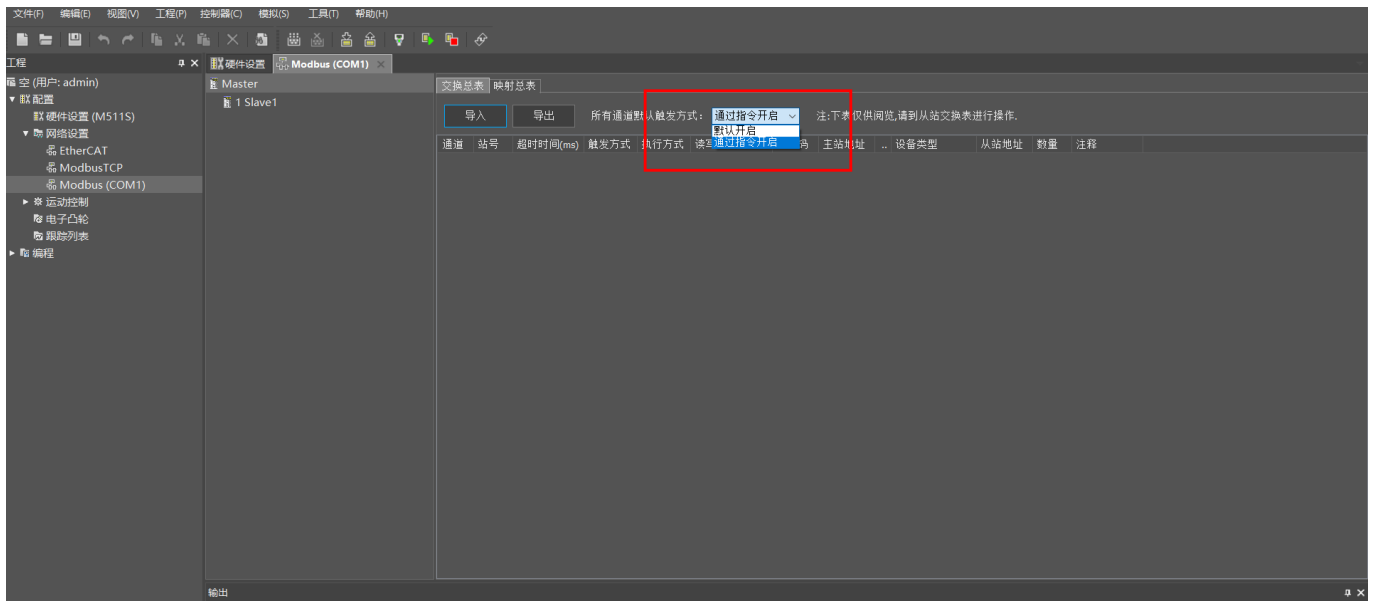 文件(F) 编辑(E) 视图(V) 工程(P) 控制器(C) 模拟(S) 工具(T) 帮助(H)
工程
空 (用户: admin)
配置
硬件设置 (M511S)
网络设置
EtherCAT
ModbusTCP
Modbus (COM1)
运动控制
电子凸轮
跟踪列表
编程
硬件设置 Modbus (COM1)
Master
1 Slave1
交换总表 映射总表
导入 导出 所有通道默认触发方式: 通过指令开启 注:下表仅供阅览,请到从站交换表进行操作.
默认开启
通过指令开启
通道 站号 超时时间(ms) 触发方式 执行方式 读写 码 主站地址 .. 设备类型 从站地址 数量 注释
输出